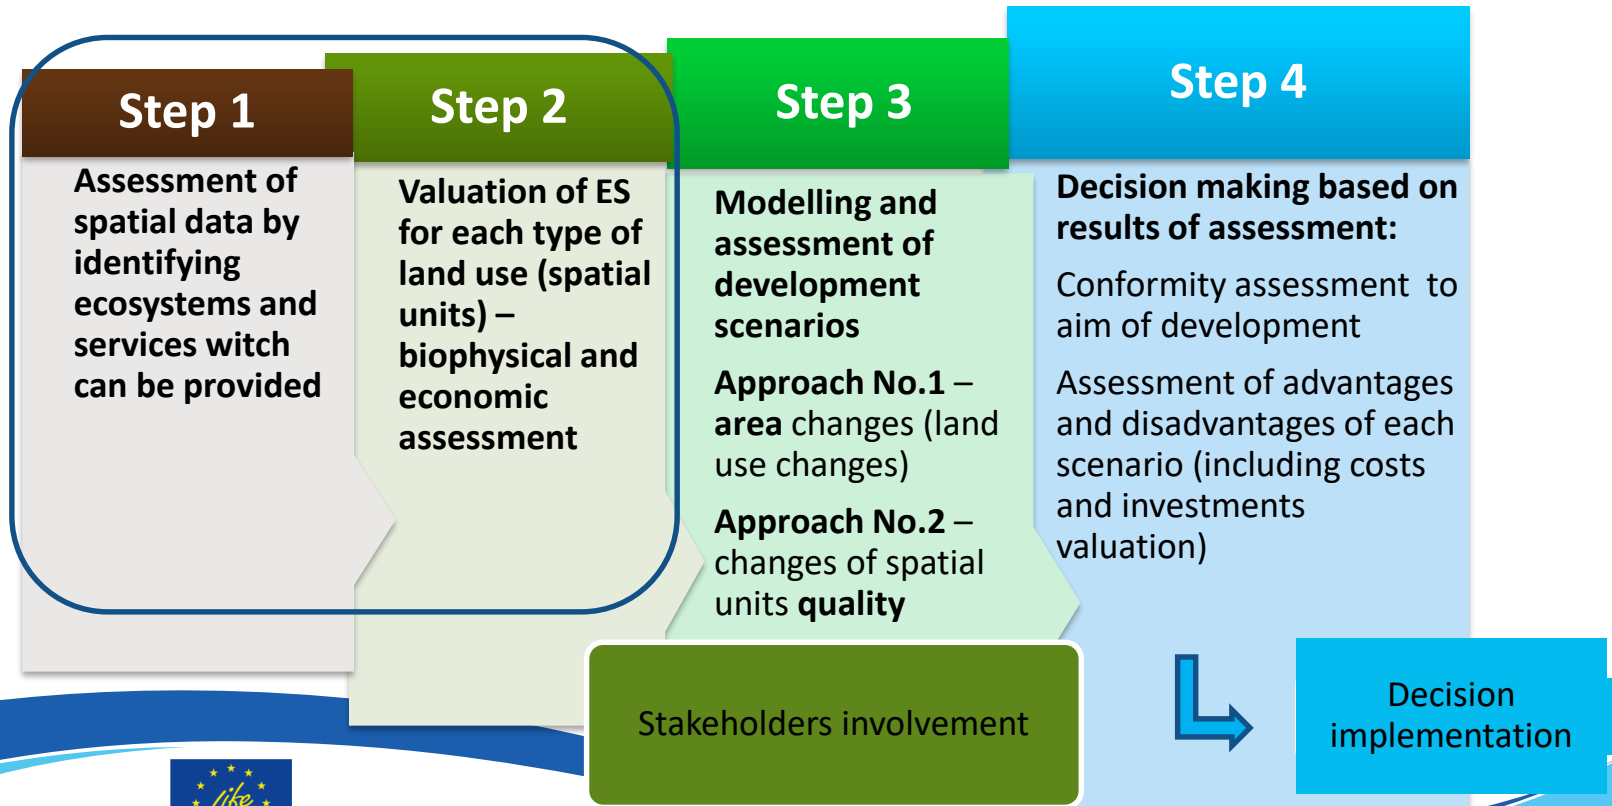 Step 1
Assessment of
spatial data by
identifying
ecosystems and
services witch
can be provided
Step 2
Valuation of ES
for each type of
land use (spatial
units) –
biophysical and
economic
assessment
Step 3
Modelling and
assessment of
development
scenarios
Approach No.1 –
area changes (land
use changes)
Approach No.2 –
changes of spatial
units quality
Step 4
Decision making based on
results of assessment:
Conformity assessment  to
aim of development
Assessment of advantages
and disadvantages of each
scenario (including costs
and investments
valuation)
Stakeholders involvement
Decision
implementation
life